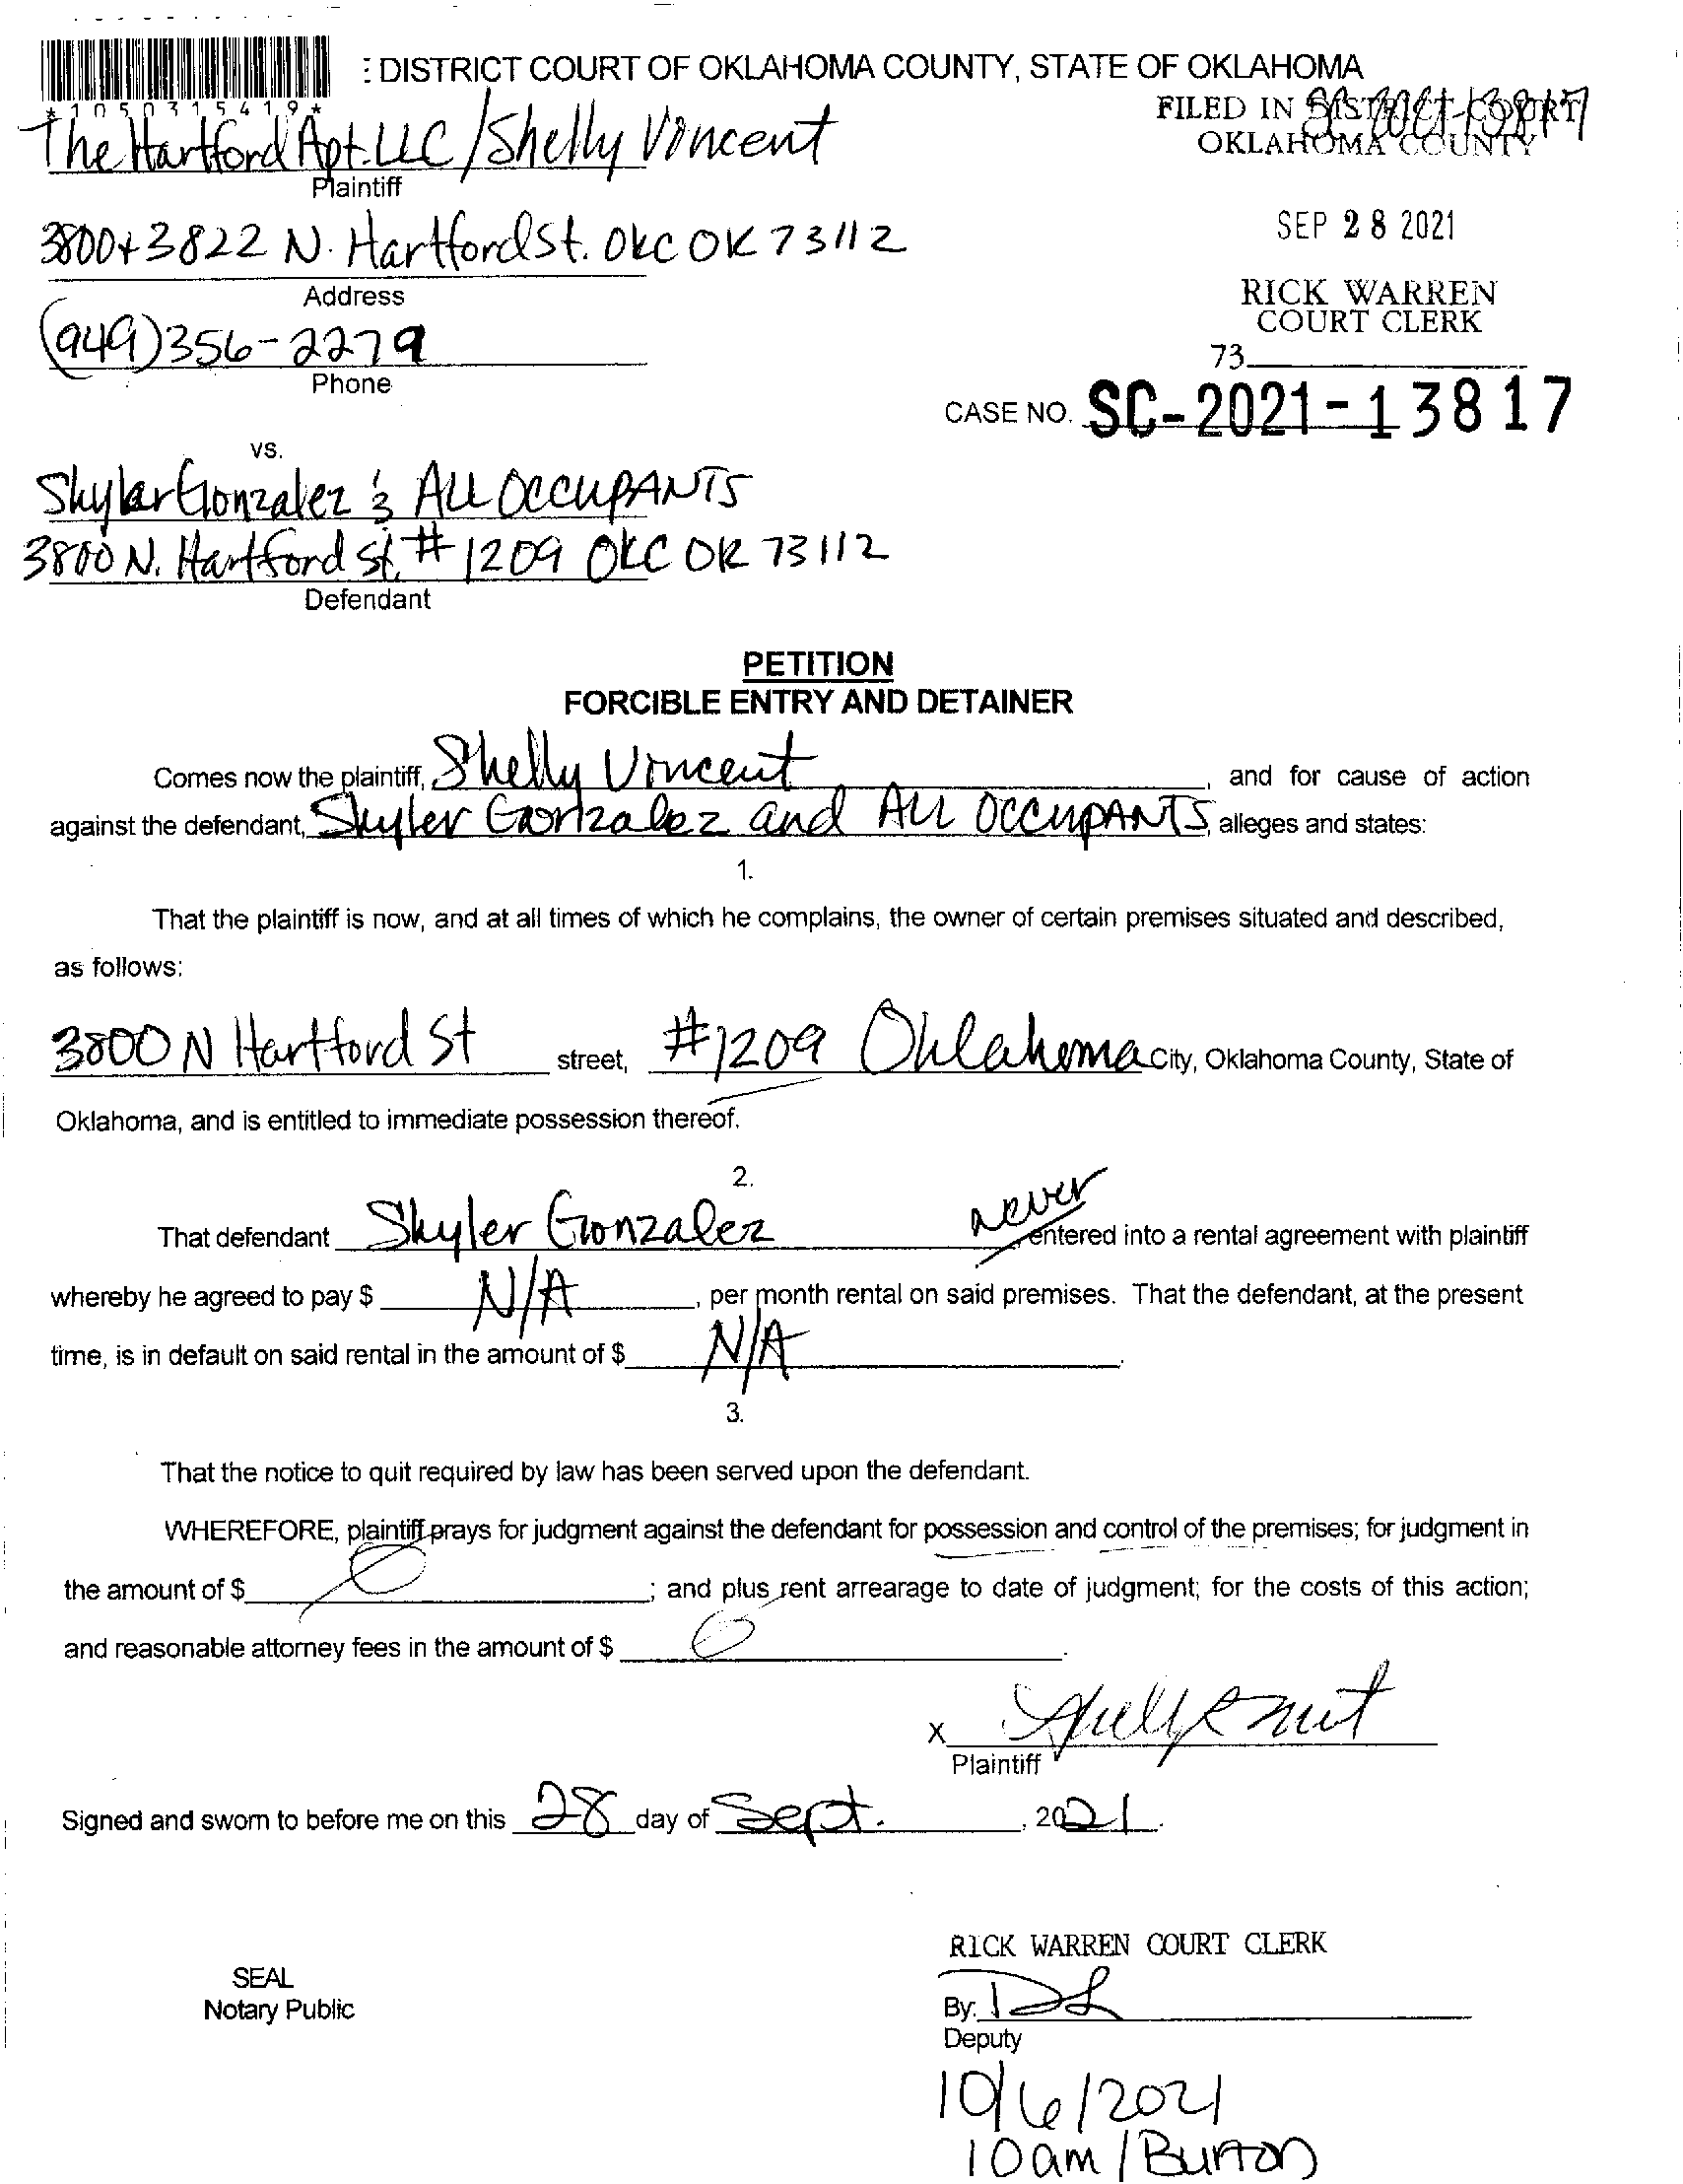 : DISTRICT COURT OF OKLAHOMA COUNTY, STATE OF OKLAHOMA
*1050315419*
FILED IN DISTRICT COURT
OKLAHOMA COUNTY
SC-2021-13817
The Hartford Apt. LLC / Shelly Vincent
Plaintiff
SEP 28 2021
3800+3822 N. Hartford St. OKC OK 73112
Address
RICK WARREN
COURT CLERK
(949)356-2279
73
Phone
CASE NO. SC-2021-13817
vs.
Skylar Gonzalez & ALL OCCUPANTS
3800 N. Hartford St. #1209 OKC OK 73112
Defendant
PETITION
FORCIBLE ENTRY AND DETAINER
Comes now the plaintiff, Shelly Vincent, and for cause of action
against the defendant, Skyler Gonzalez and ALL OCCUPANTS, alleges and states:
1.
That the plaintiff is now, and at all times of which he complains, the owner of certain premises situated and described,
as follows:
3800 N Hartford St street, #1209 Oklahoma City, Oklahoma County, State of
Oklahoma, and is entitled to immediate possession thereof.
2.
That defendant Skyler Gonzalez never entered into a rental agreement with plaintiff
whereby he agreed to pay $ N/A, per month rental on said premises. That the defendant, at the present
time, is in default on said rental in the amount of $ N/A.
3.
That the notice to quit required by law has been served upon the defendant.
WHEREFORE, plaintiff prays for judgment against the defendant for possession and control of the premises; for judgment in
the amount of $ 0; and plus rent arrearage to date of judgment; for the costs of this action;
and reasonable attorney fees in the amount of $ 0.
X
Plaintiff
Signed and sworn to before me on this 28 day of Sept., 2021.
RICK WARREN COURT CLERK
SEAL
Notary Public
By: DL
Deputy
10/6/2021
10am / Burton